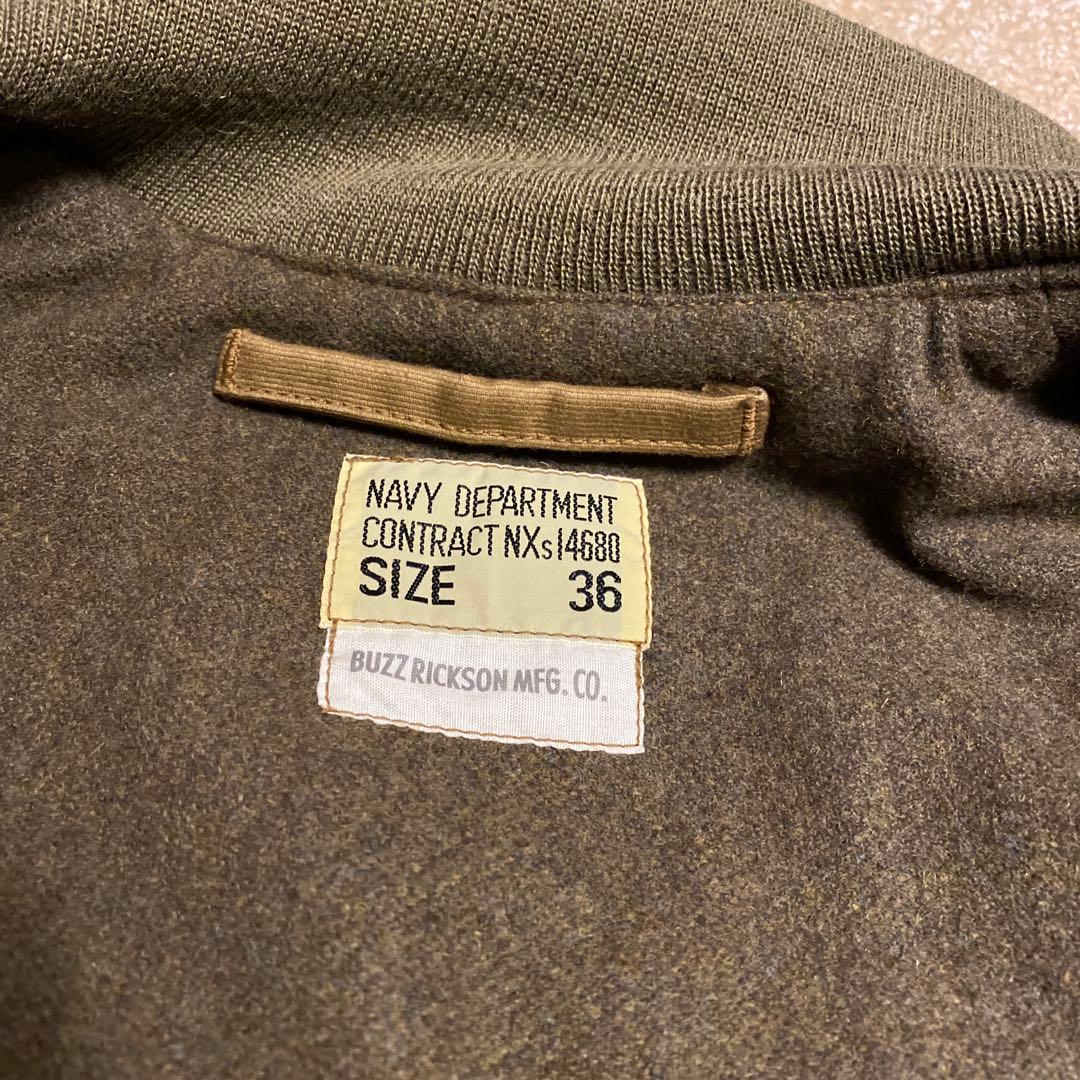 NAVY DEPARTMENT
CONTRACT NXs14680
SIZE 36
BUZZ RICKSON MFG. CO.